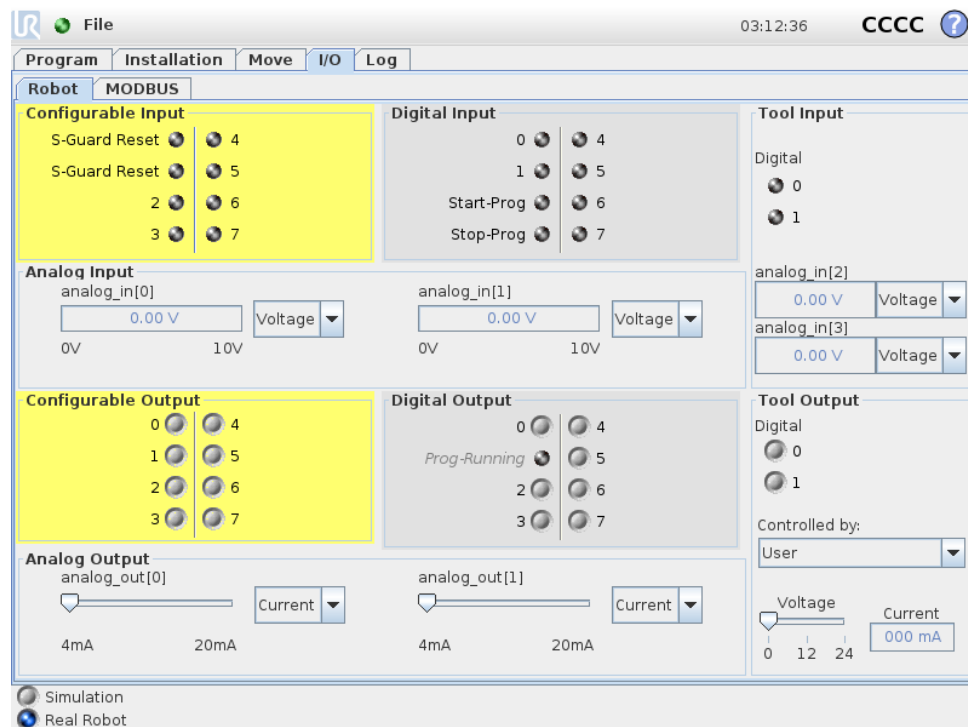 UR File 03:12:36 CCCC ?
Program Installation Move I/O Log
Robot MODBUS
Configurable Input
S-Guard Reset 4
S-Guard Reset 5
2 6
3 7
Digital Input
0 4
1 5
Start-Prog 6
Stop-Prog 7
Tool Input
Digital
0
1
analog_in[2]
0.00 V Voltage
analog_in[3]
0.00 V Voltage
Analog Input
analog_in[0]
0.00 V Voltage
0V 10V
analog_in[1]
0.00 V Voltage
0V 10V
Configurable Output
0 4
1 5
2 6
3 7
Digital Output
0 4
Prog-Running 5
2 6
3 7
Tool Output
Digital
0
1
Controlled by:
User
Voltage
0 12 24
Current
000 mA
Analog Output
analog_out[0]
Current
4mA 20mA
analog_out[1]
Current
4mA 20mA
Simulation
Real Robot